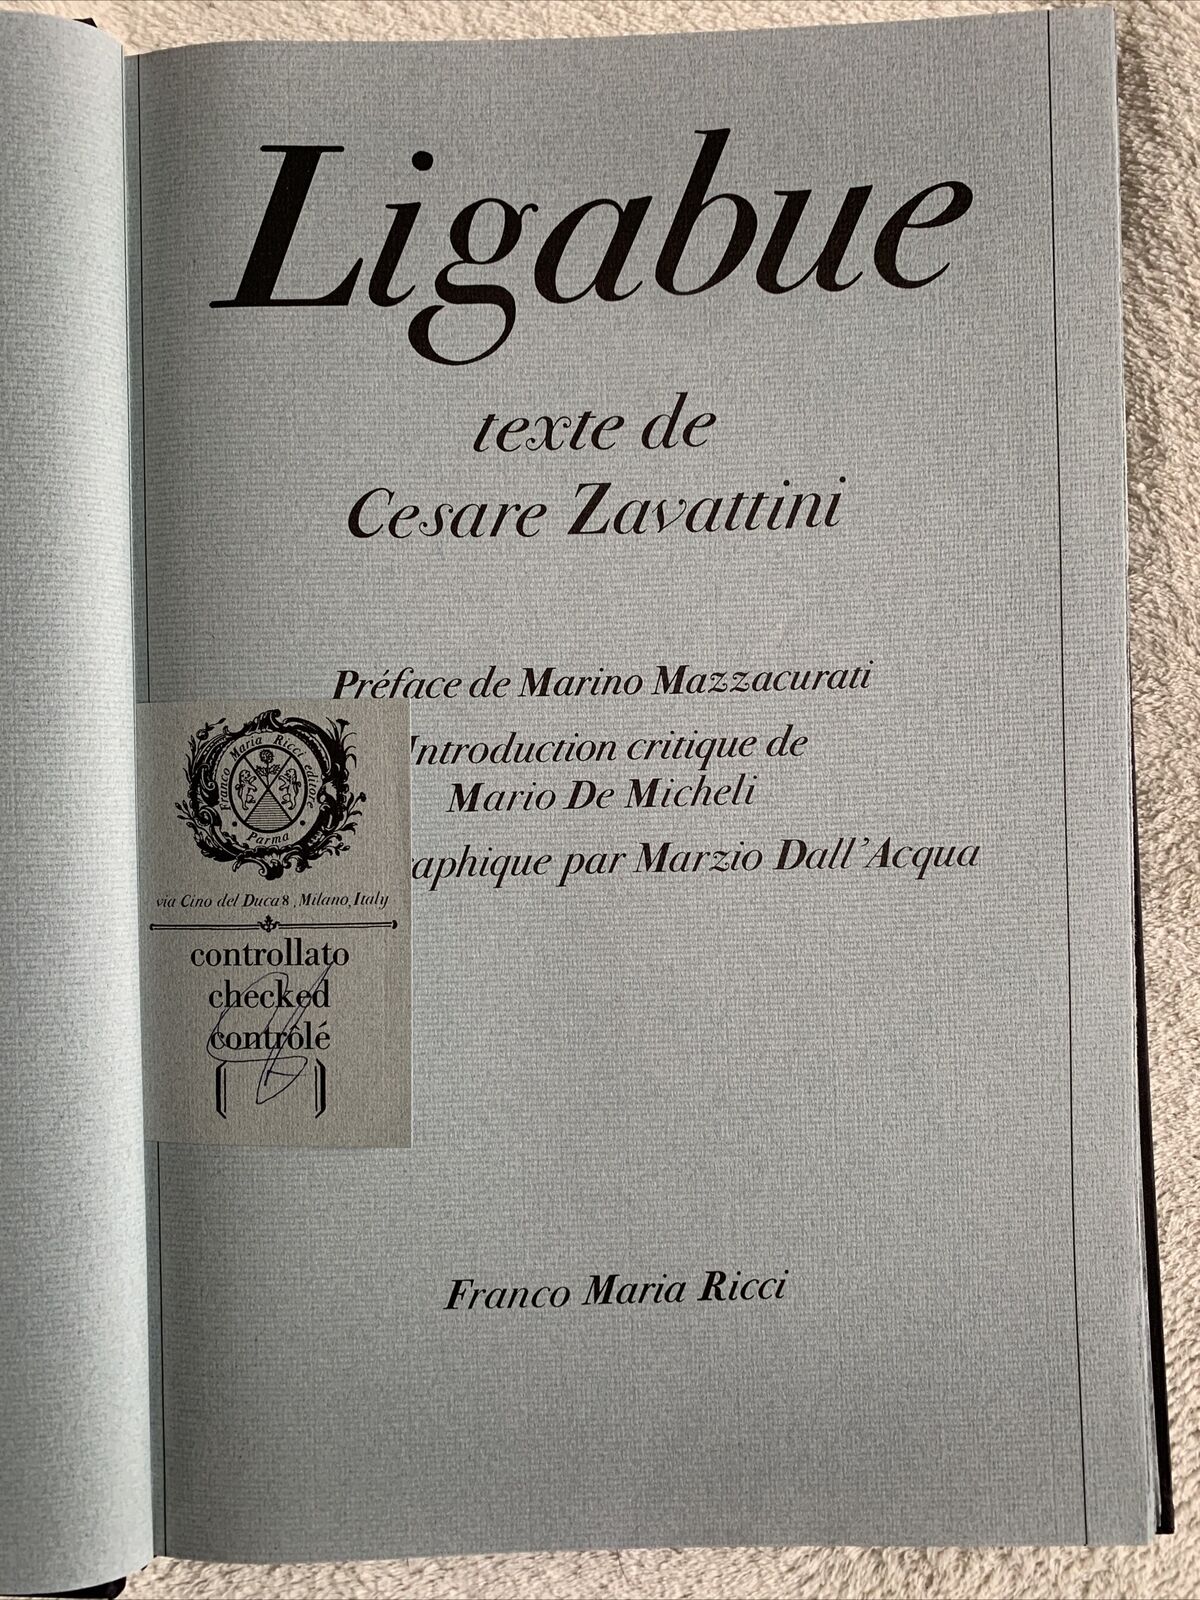 Ligabue
texte de
Cesare Zavattini
Préface de Marino Mazzacurati
Introduction critique de
Mario De Micheli
raphique par Marzio Dall'Acqua
Franco Maria Ricci editore
Parma
via Cino del Duca 8, Milano, Italy
controllato
checked
contrôlé
Franco Maria Ricci